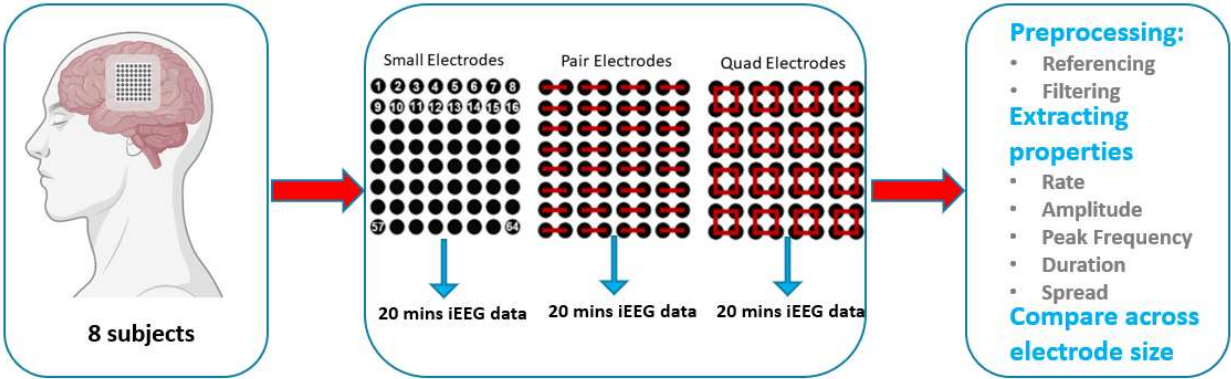 8 subjects
Small Electrodes
1 2 3 4 5 6 7 8
9 10 11 12 13 14 15 16
57 64
20 mins iEEG data
Pair Electrodes
20 mins iEEG data
Quad Electrodes
20 mins iEEG data
Preprocessing:
• Referencing
• Filtering
Extracting
properties
• Rate
• Amplitude
• Peak Frequency
• Duration
• Spread
Compare across
electrode size